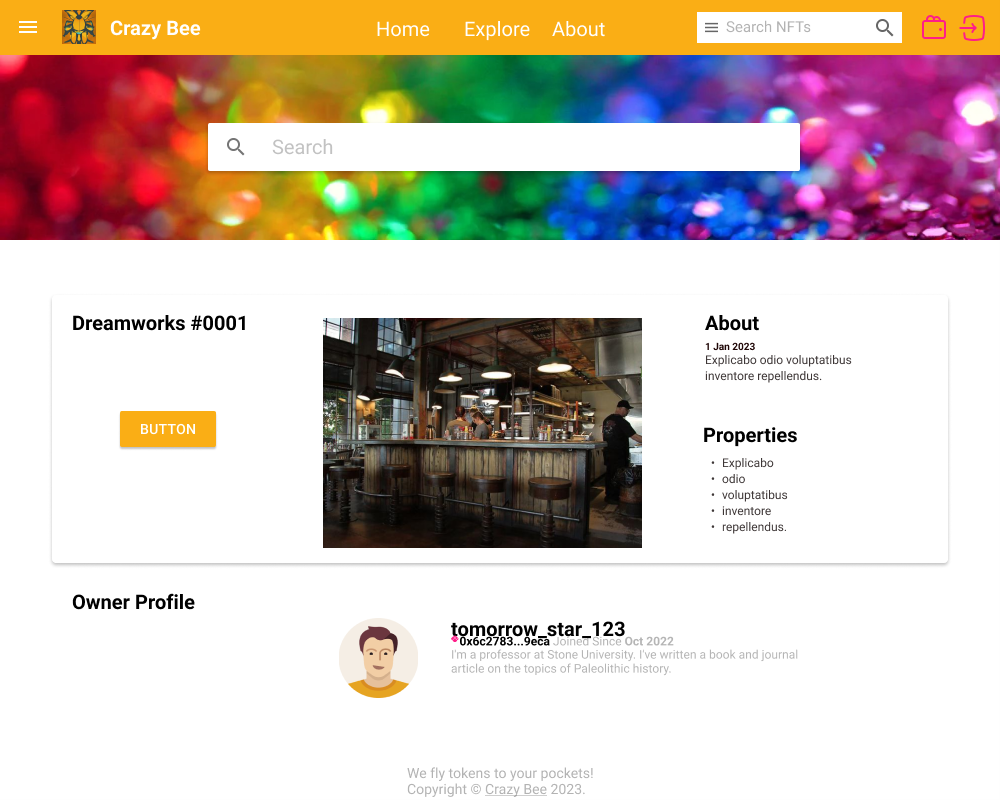 Crazy Bee
Home Explore About
Search NFTs
Search
Dreamworks #0001
BUTTON
About
1 Jan 2023
Explicabo odio voluptatibus
inventore repellendus.
Properties
• Explicabo
• odio
• voluptatibus
• inventore
• repellendus.
Owner Profile
tomorrow_star_123
0x6c2783...9eca Joined Since Oct 2022
I'm a professor at Stone University. I've written a book and journal
article on the topics of Paleolithic history.
We fly tokens to your pockets!
Copyright © Crazy Bee 2023.